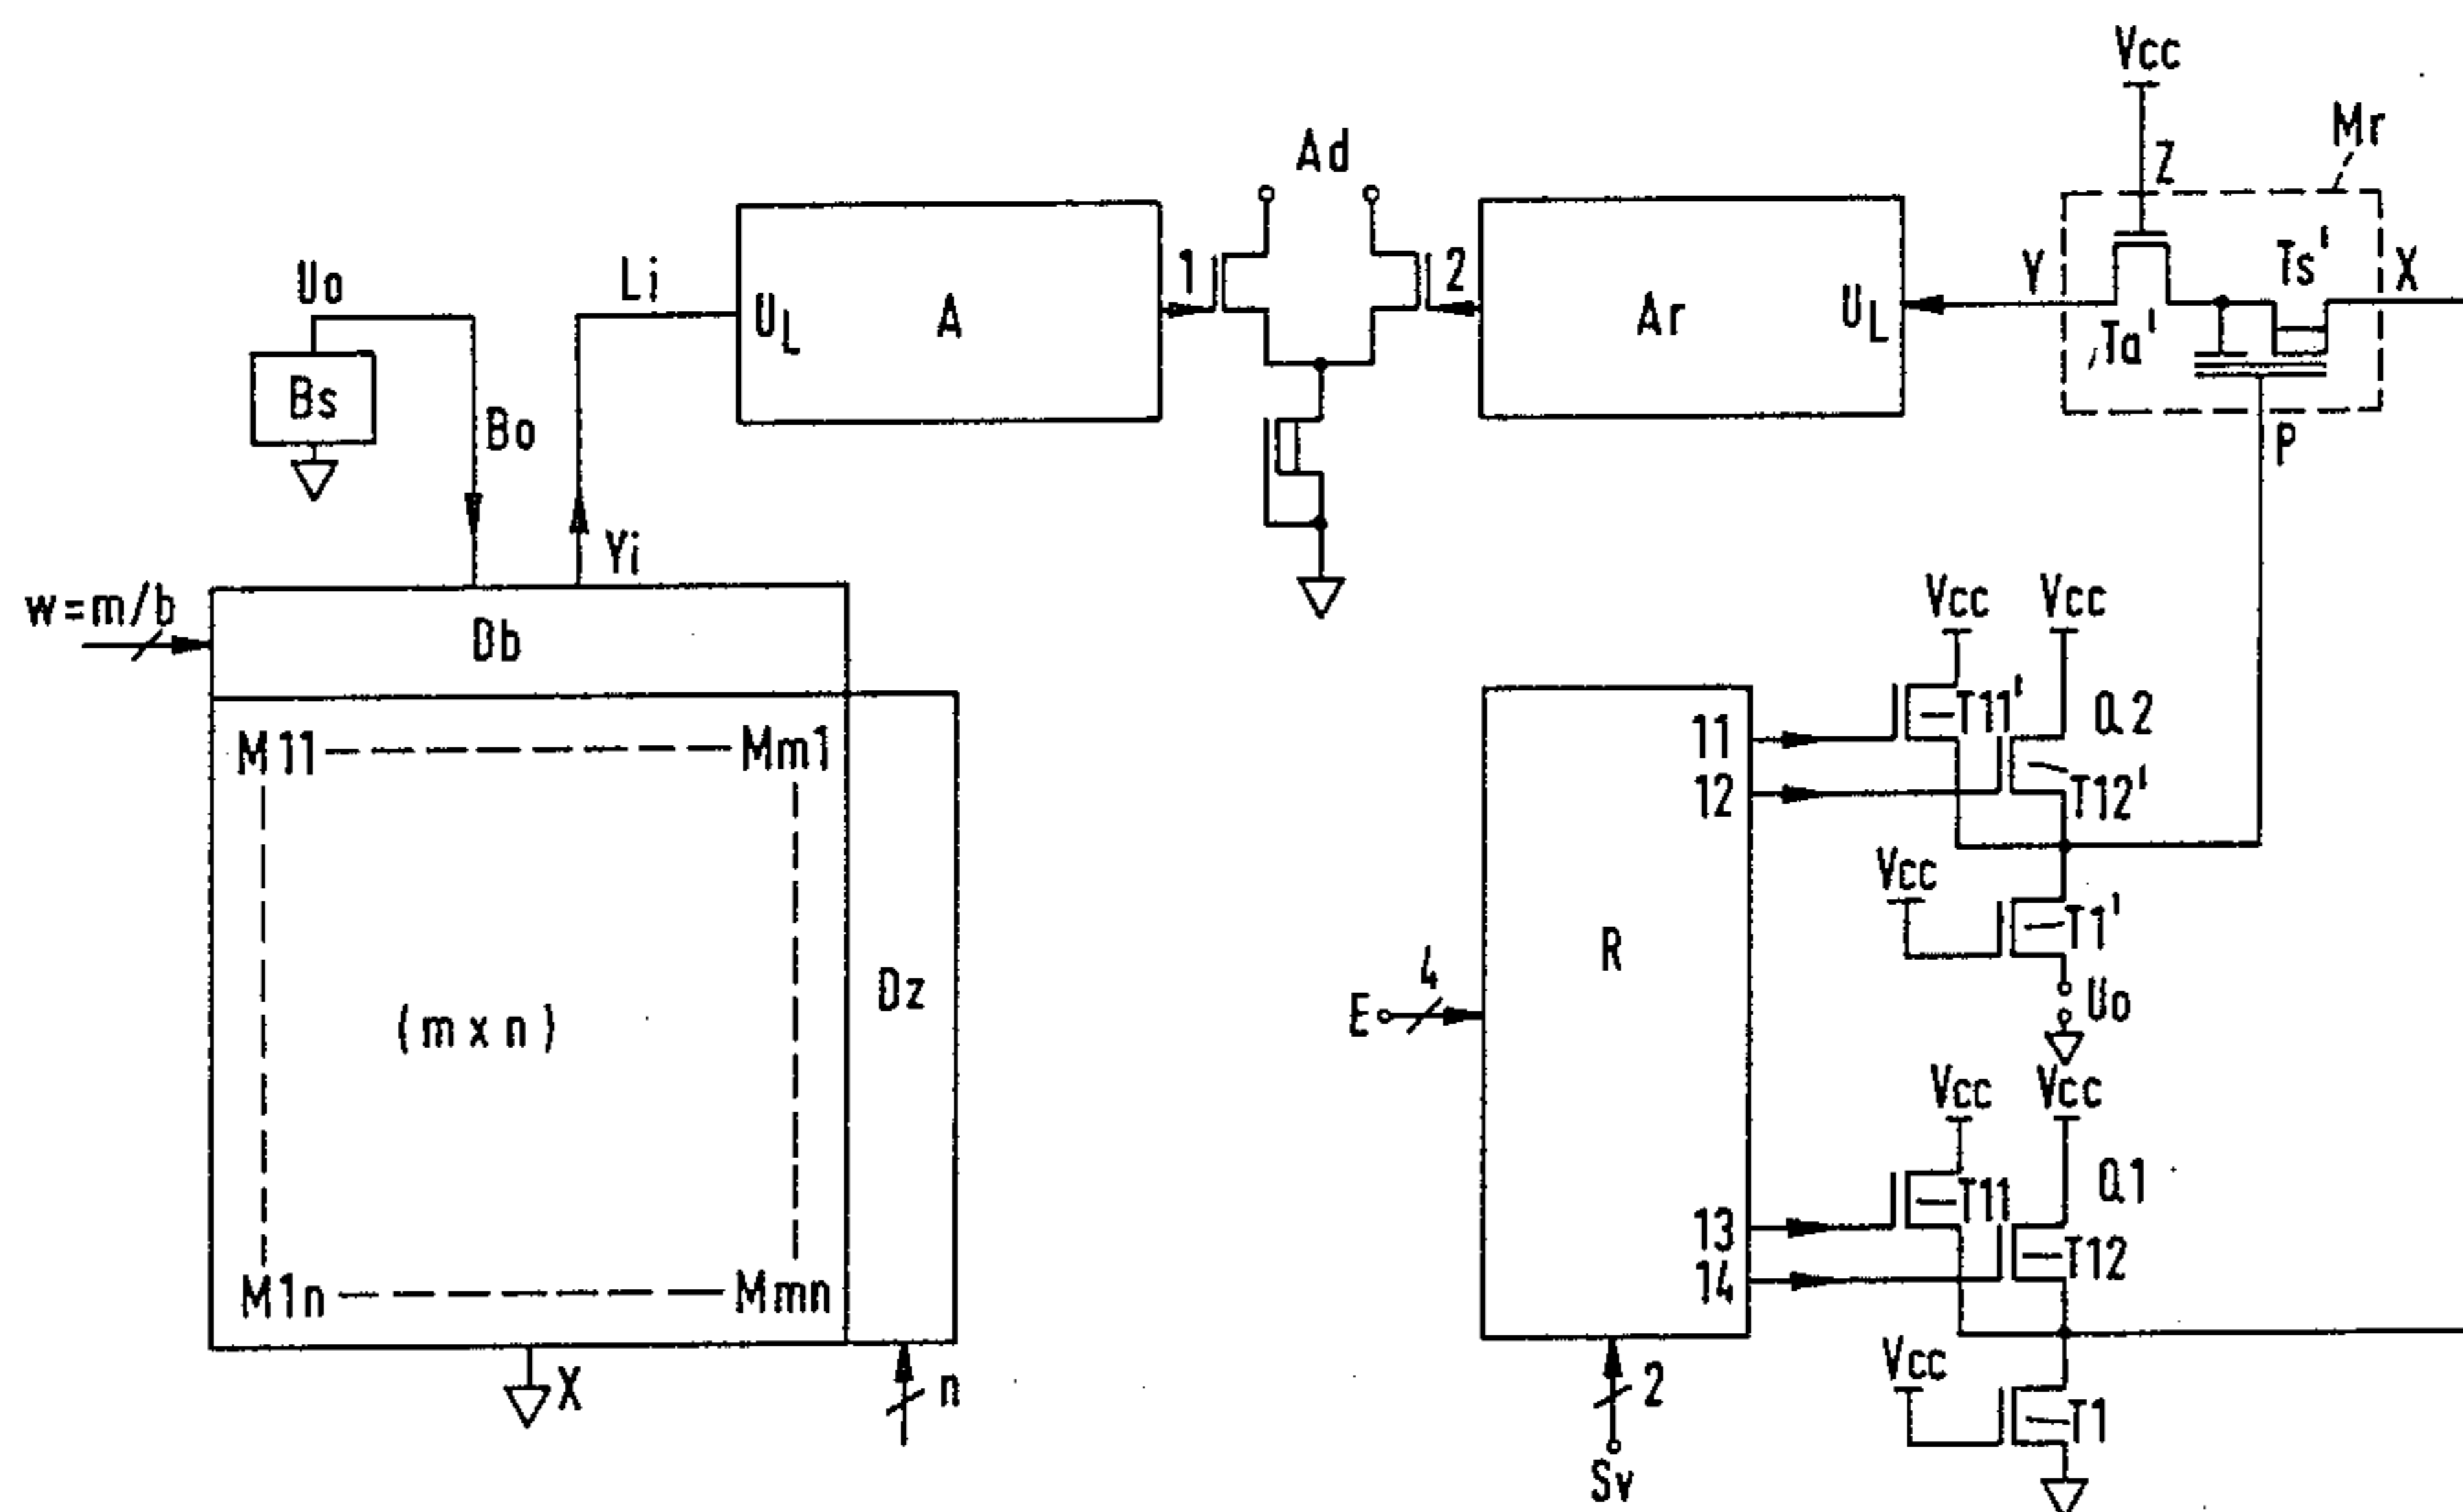 Vcc
Mr
Ad
Z
Uo
Li
UL
A
1
2
Ar
UL
Y
Ta'
Ts'
X
Bs
Bo
P
Yi
w=m/b
Db
Vcc
Vcc
M11
Mm1
11
T11'
Q2
12
T12'
Vcc
T1'
(mxn)
Dz
R
E
4
Uo
Vcc
Vcc
13
T11
Q1
14
T12
M1n
Mmn
X
n
2
Vcc
T1
Sv